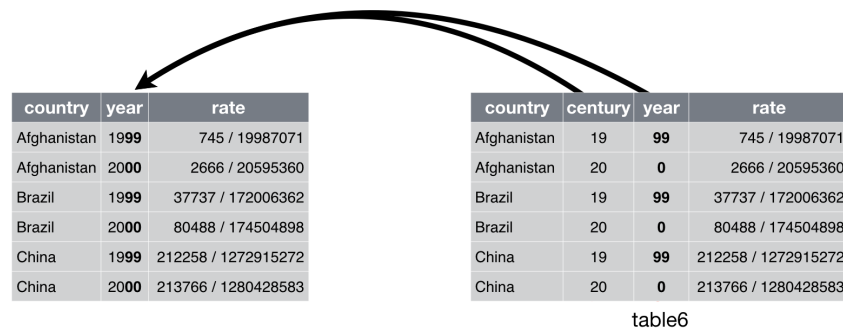 country year rate
Afghanistan 1999 745 / 19987071
Afghanistan 2000 2666 / 20595360
Brazil 1999 37737 / 172006362
Brazil 2000 80488 / 174504898
China 1999 212258 / 1272915272
China 2000 213766 / 1280428583
country century year rate
Afghanistan 19 99 745 / 19987071
Afghanistan 20 0 2666 / 20595360
Brazil 19 99 37737 / 172006362
Brazil 20 0 80488 / 174504898
China 19 99 212258 / 1272915272
China 20 0 213766 / 1280428583
table6